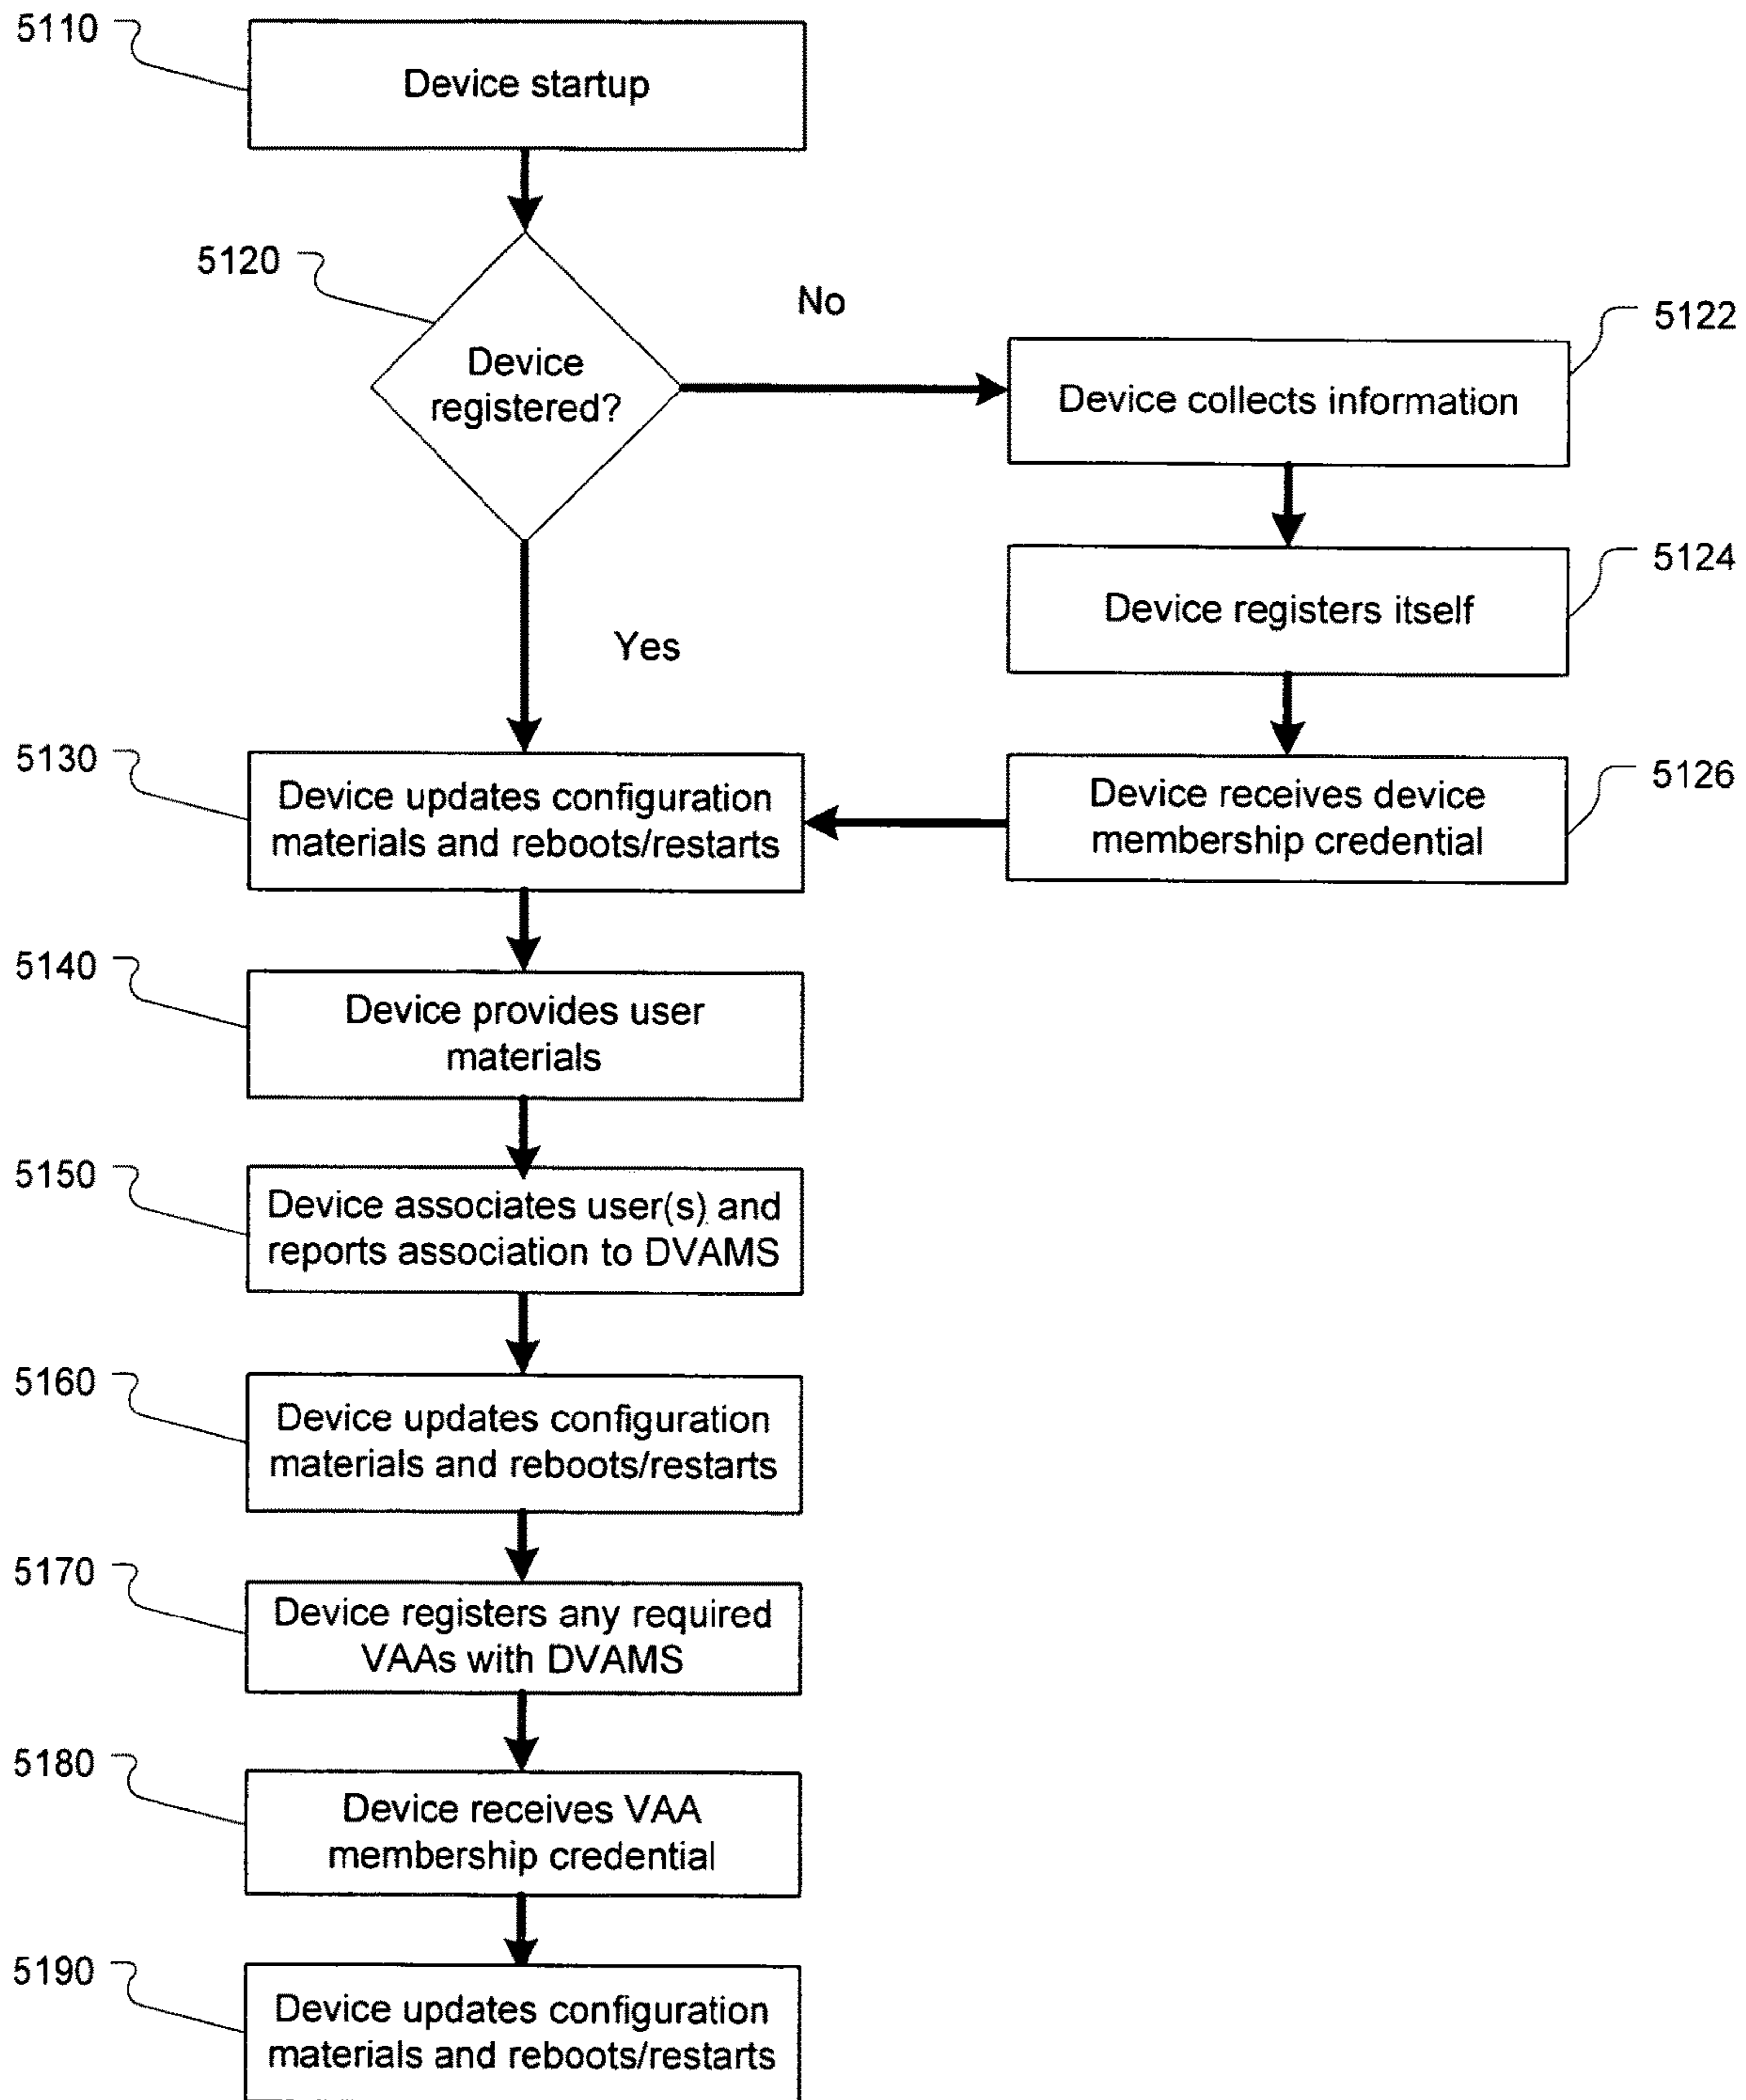 5110
Device startup
5120
Device
registered?
No
5122
Device collects information
5124
Device registers itself
Yes
5126
Device receives device
membership credential
5130
Device updates configuration
materials and reboots/restarts
5140
Device provides user
materials
5150
Device associates user(s) and
reports association to DVAMS
5160
Device updates configuration
materials and reboots/restarts
5170
Device registers any required
VAAs with DVAMS
5180
Device receives VAA
membership credential
5190
Device updates configuration
materials and reboots/restarts